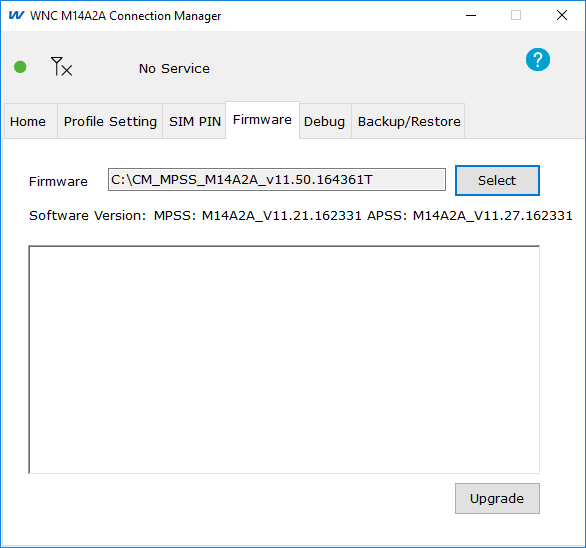 WNC M14A2A Connection Manager
No Service
?
Home Profile Setting SIM PIN Firmware Debug Backup/Restore
Firmware C:\CM_MPSS_M14A2A_v11.50.164361T Select
Software Version: MPSS: M14A2A_V11.21.162331 APSS: M14A2A_V11.27.162331
Upgrade